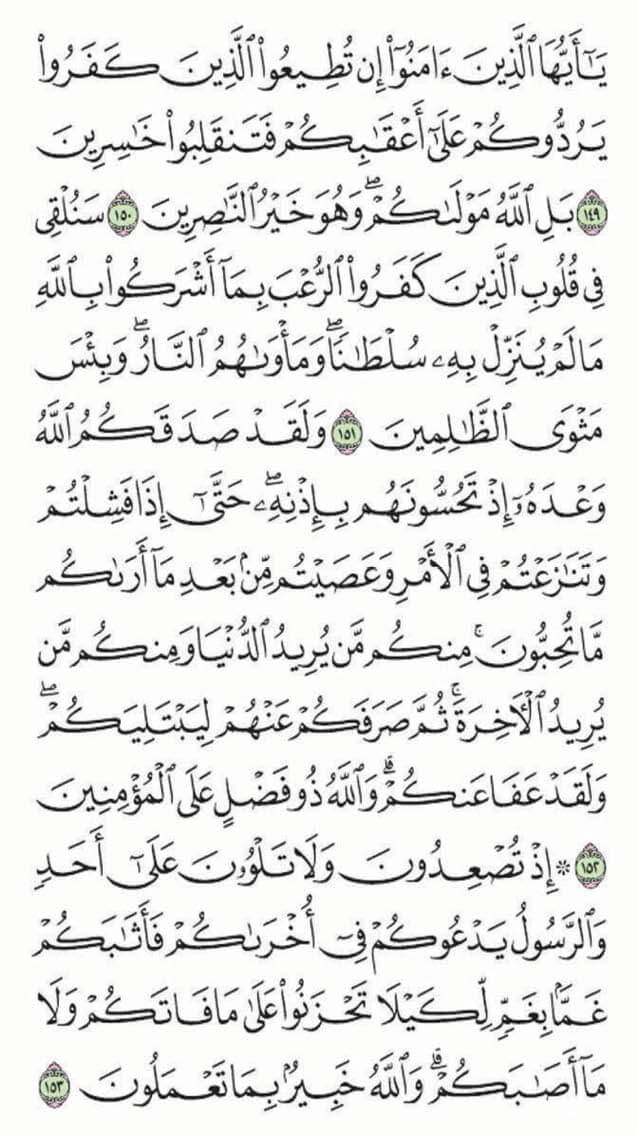 يَٰٓأَيُّهَا ٱلَّذِينَ ءَامَنُوٓا۟ إِن تُطِيعُوا۟ ٱلَّذِينَ كَفَرُوا۟
يَرُدُّوكُمْ عَلَىٰٓ أَعْقَٰبِكُمْ فَتَنقَلِبُوا۟ خَٰسِرِينَ
١٤٩ بَلِ ٱللَّهُ مَوْلَىٰكُمْ ۖ وَهُوَ خَيْرُ ٱلنَّٰصِرِينَ ١٥٠ سَنُلْقِى
فِى قُلُوبِ ٱلَّذِينَ كَفَرُوا۟ ٱلرُّعْبَ بِمَآ أَشْرَكُوا۟ بِٱللَّهِ
مَا لَمْ يُنَزِّلْ بِهِۦ سُلْطَٰنًا ۖ وَمَأْوَىٰهُمُ ٱلنَّارُ ۖ وَبِئْسَ
مَثْوَى ٱلظَّٰلِمِينَ ١٥١ وَلَقَدْ صَدَقَكُمُ ٱللَّهُ
وَعْدَهُۥٓ إِذْ تَحُسُّونَهُم بِإِذْنِهِۦ ۖ حَتَّىٰٓ إِذَا فَشِلْتُمْ
وَتَنَٰزَعْتُمْ فِى ٱلْأَمْرِ وَعَصَيْتُم مِّنۢ بَعْدِ مَآ أَرَىٰكُم
مَّا تُحِبُّونَ ۚ مِنكُم مَّن يُرِيدُ ٱلدُّنْيَا وَمِنكُم مَّن
يُرِيدُ ٱلْءَاخِرَةَ ۚ ثُمَّ صَرَفَكُمْ عَنْهُمْ لِيَبْتَلِيَكُمْ ۖ
وَلَقَدْ عَفَا عَنكُمْ ۗ وَٱللَّهُ ذُو فَضْلٍ عَلَى ٱلْمُؤْمِنِينَ
١٥٢ * إِذْ تُصْعِدُونَ وَلَا تَلْوُۥنَ عَلَىٰٓ أَحَدٍ
وَٱلرَّسُولُ يَدْعُوكُمْ فِىٓ أُخْرَىٰكُمْ فَأَثَٰبَكُمْ
غَمًّۢا بِغَمٍّ لِّكَيْلَا تَحْزَنُوا۟ عَلَىٰ مَا فَاتَكُمْ وَلَا
مَآ أَصَٰبَكُمْ ۗ وَٱللَّهُ خَبِيرٌۢ بِمَا تَعْمَلُونَ ١٥٣